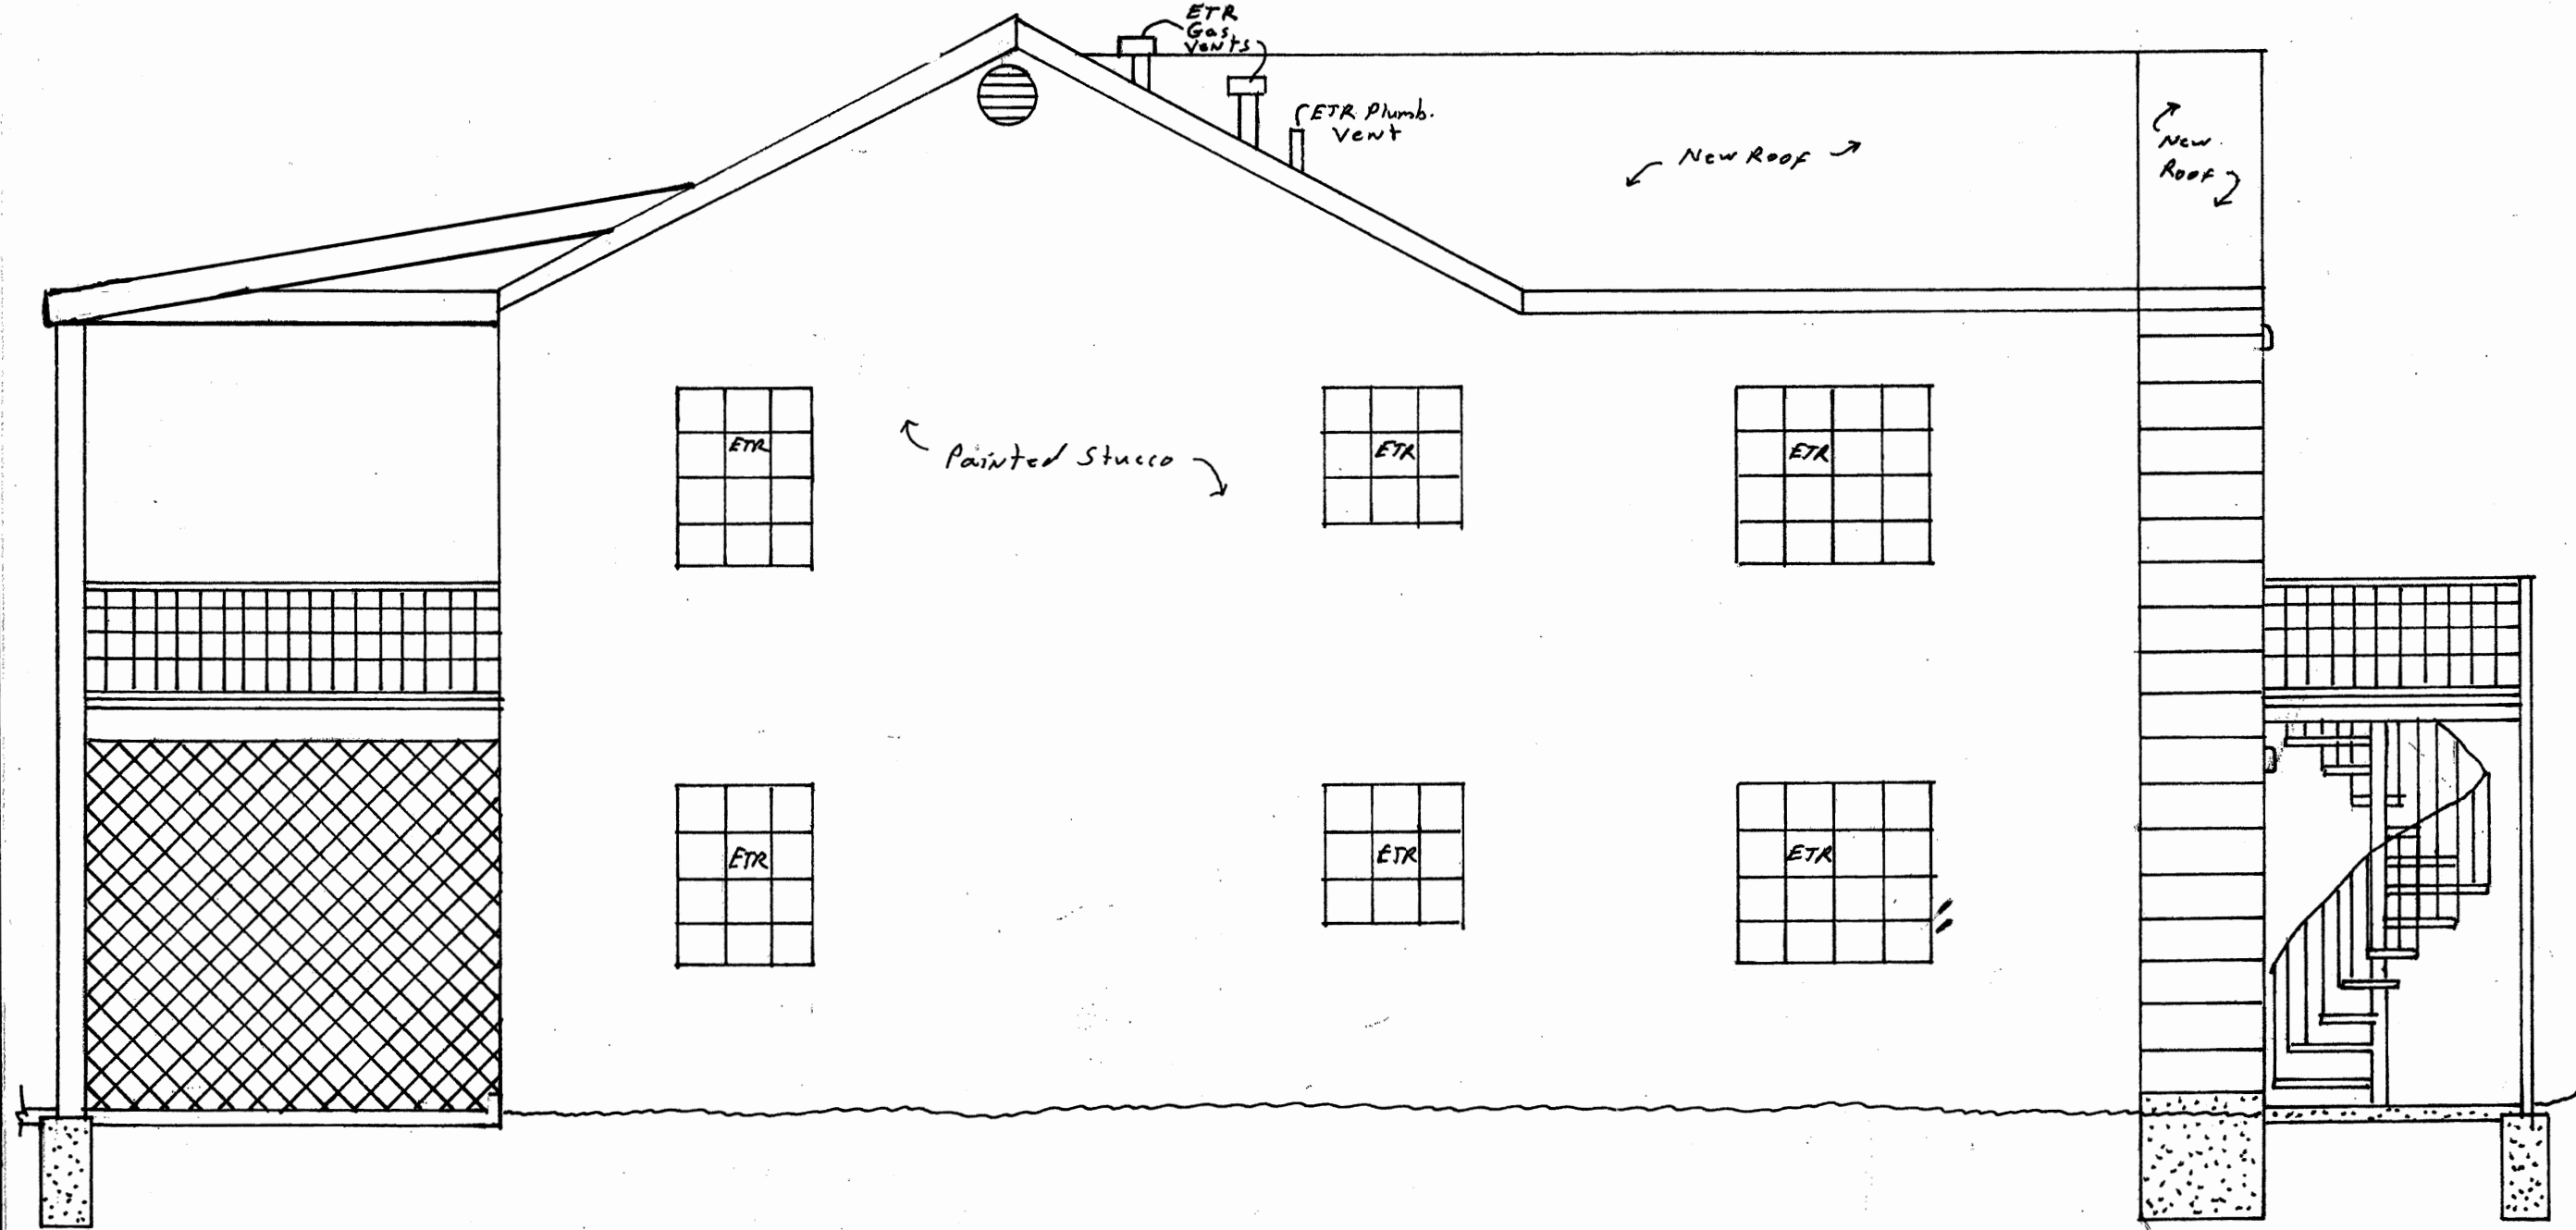 ETR
Gas
Vents
ETR Plumb.
Vent
New Roof
New
Roof
ETR
Painted Stucco
ETR
ETR
ETR
ETR
ETR